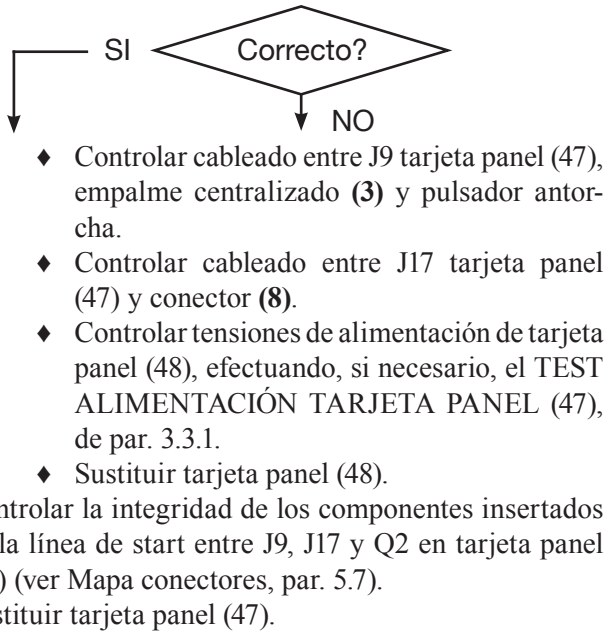 SI Correcto?
NO
♦ Controlar cableado entre J9 tarjeta panel (47),
empalme centralizado (3) y pulsador antor-
cha.
♦ Controlar cableado entre J17 tarjeta panel
(47) y conector (8).
♦ Controlar tensiones de alimentación de tarjeta
panel (48), efectuando, si necesario, el TEST
ALIMENTACIÓN TARJETA PANEL (47),
de par. 3.3.1.
♦ Sustituir tarjeta panel (48).
ntrolar la integridad de los componentes insertados
la línea de start entre J9, J17 y Q2 en tarjeta panel
) (ver Mapa conectores, par. 5.7).
stituir tarjeta panel (47).